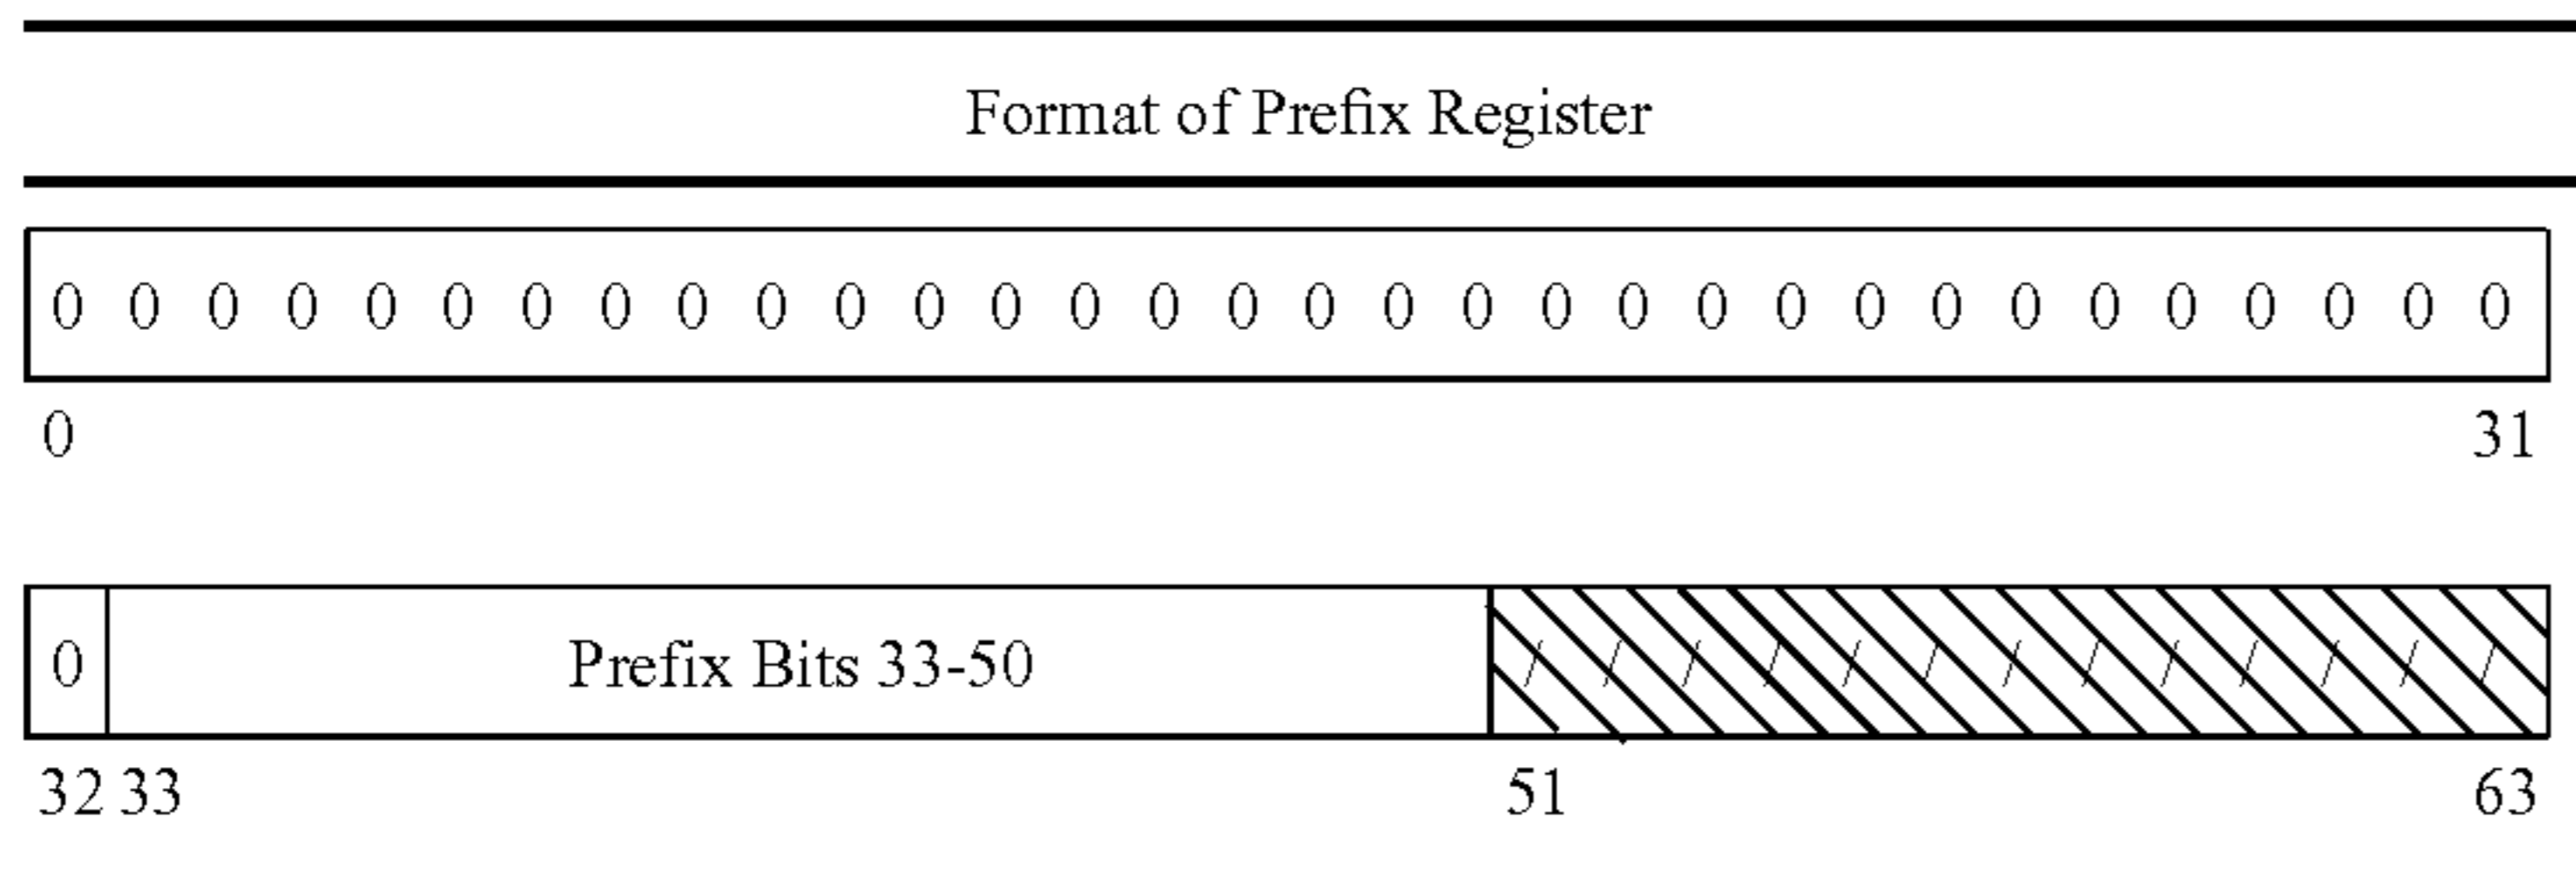 Format of Prefix Register
0 0 0 0 0 0 0 0 0 0 0 0 0 0 0 0 0 0 0 0 0 0 0 0 0 0 0 0 0 0 0 0
0 31
0 Prefix Bits 33-50 / / / / / / / / / / / / /
32 33 51 63